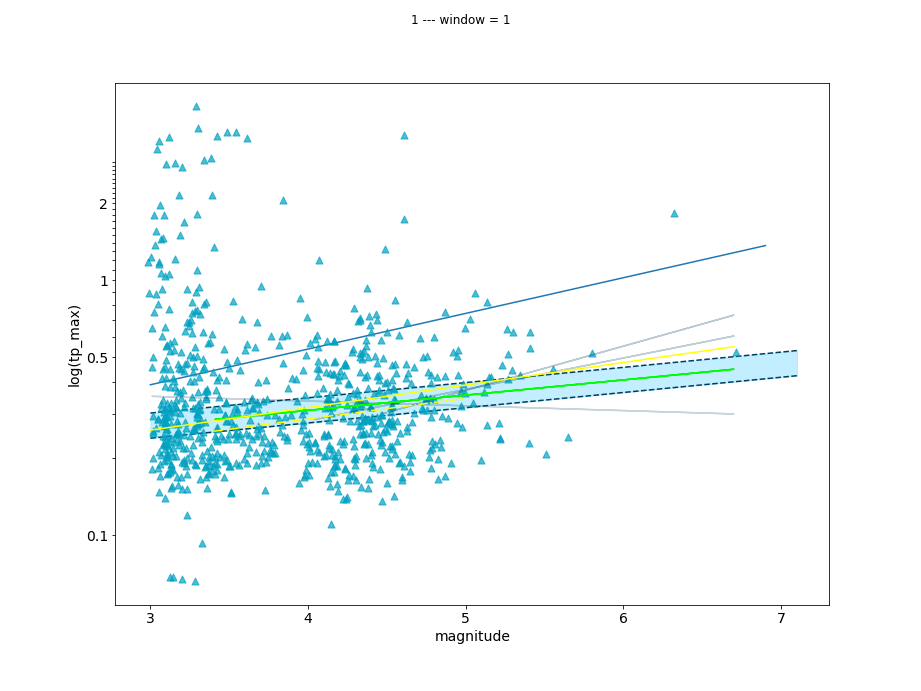 1 --- window = 1
log(tp_max)
2
1
0.5
0.1
3 4 5 6 7
magnitude